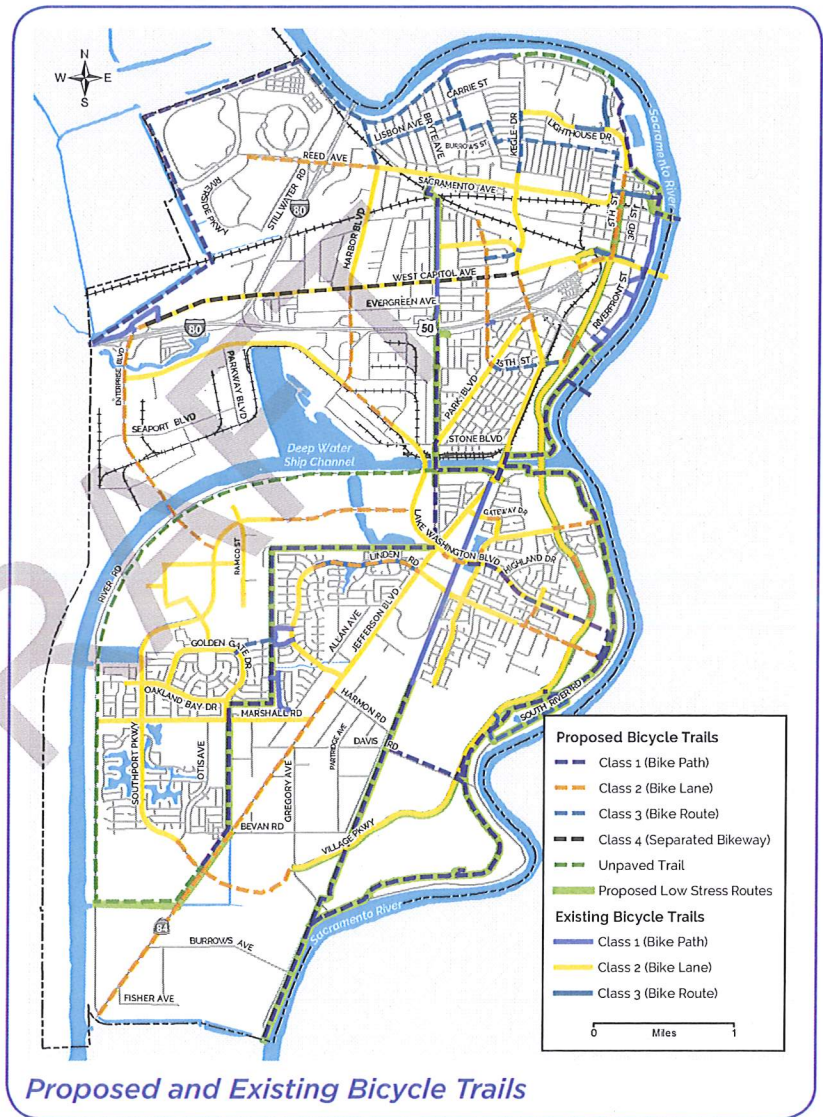 N
W E
S
CARRIE ST
LISBON AVE
BRYTE AVE
BURROWS ST
KEGLE DR
LIGHTHOUSE DR
Sacramento River
REED AVE
RIVERSIDE PKWY
STILLWATER RD
80
SACRAMENTO AVE
HARBOR BLVD
5TH ST
3RD ST
WEST CAPITOL AVE
EVERGREEN AVE
RIVERFRONT ST
80
50
ENTERPRISE BLVD
PARKWAY BLVD
15TH ST
PARK BLVD
SEAPORT BLVD
STONE BLVD
Deep Water
Ship Channel
GATEWAY DR
LAKE WASHINGTON BLVD
RAMCO ST
LINDEN RD
HIGHLAND DR
RIVER RD
ALLAN AVE
JEFFERSON BLVD
GOLDEN GATE DR
OAKLAND BAY DR
MARSHALL RD
HARMON RD
SOUTH RIVER RD
DAVIS RD
PARTRIDGE AVE
SOUTHPORT PKWY
OTIS AVE
GREGORY AVE
BEVAN RD
VILLAGE PKWY
84
Sacramento River
BURROWS AVE
FISHER AVE
DRAFT
Proposed Bicycle Trails
Class 1 (Bike Path)
Class 2 (Bike Lane)
Class 3 (Bike Route)
Class 4 (Separated Bikeway)
Unpaved Trail
Proposed Low Stress Routes
Existing Bicycle Trails
Class 1 (Bike Path)
Class 2 (Bike Lane)
Class 3 (Bike Route)
0 Miles 1
Proposed and Existing Bicycle Trails